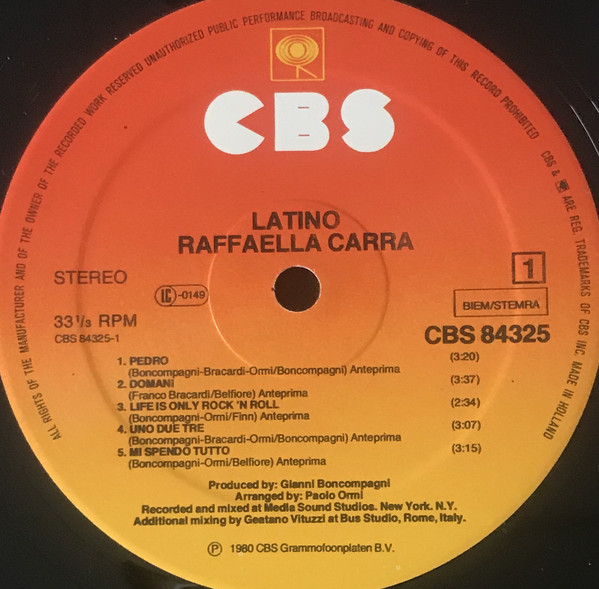 ALL RIGHTS OF THE MANUFACTURER AND OF THE OWNER OF THE RECORDED WORK RESERVED UNAUTHORIZED PUBLIC PERFORMANCE BROADCASTING AND COPYING OF THIS RECORD PROHIBITED
CBS & ARE REG. TRADEMARKS OF CBS INC. MADE IN HOLLAND
CBS
LATINO
RAFFAELLA CARRA
STEREO
LC-0149
1
33 1/3 RPM
BIEM/STEMRA
CBS 84325-1
CBS 84325
1. PEDRO (3:20)
(Boncompagni-Bracardi-Ormi/Boncompagni) Anteprima
2. DOMANI (3:37)
(Franco Bracardi/Belfiore) Anteprima
3. LIFE IS ONLY ROCK 'N ROLL (2:34)
(Boncompagni-Ormi/Finn) Anteprima
4. UNO DUE TRE (3:07)
(Boncompagni-Bracardi-Ormi/Boncompagni) Anteprima
5. MI SPENDO TUTTO (3:15)
(Boncompagni-Ormi/Belfiore) Anteprima
Produced by: Gianni Boncompagni
Arranged by: Paolo Ormi
Recorded and mixed at Media Sound Studios. New York. N.Y.
Additional mixing by Geatano Vituzzi at Bus Studio, Rome, Italy.
℗ 1980 CBS Grammofoonplaten B.V.